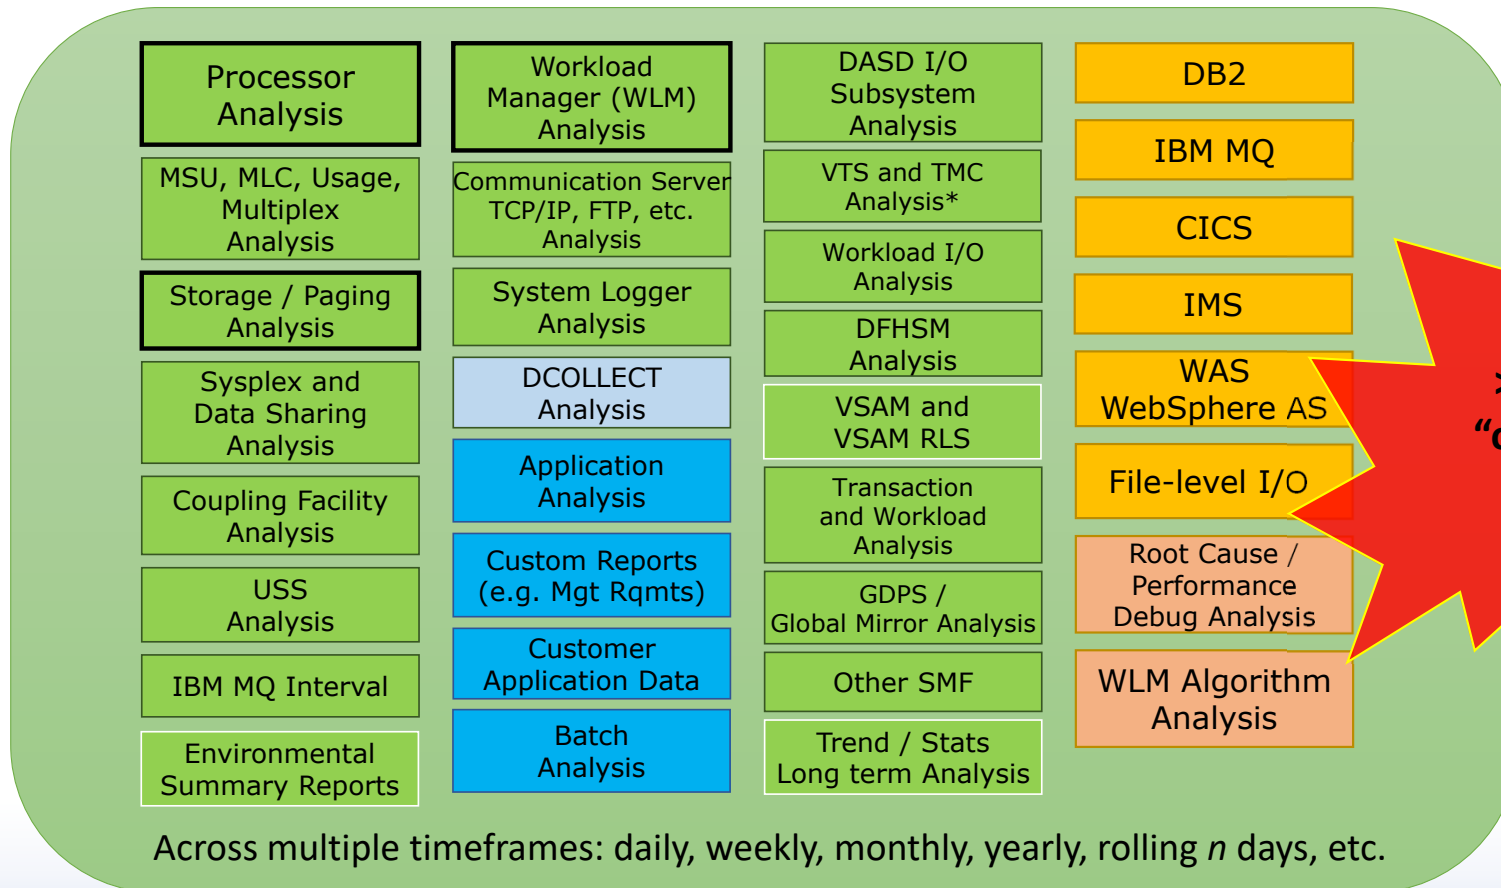 Processor
Analysis
MSU, MLC, Usage,
Multiplex
Analysis
Storage / Paging
Analysis
Sysplex and
Data Sharing
Analysis
Coupling Facility
Analysis
USS
Analysis
IBM MQ Interval
Environmental
Summary Reports
Workload
Manager (WLM)
Analysis
Communication Server
TCP/IP, FTP, etc.
Analysis
System Logger
Analysis
DCOLLECT
Analysis
Application
Analysis
Custom Reports
(e.g. Mgt Rqmts)
Customer
Application Data
Batch
Analysis
DASD I/O
Subsystem
Analysis
VTS and TMC
Analysis*
Workload I/O
Analysis
DFHSM
Analysis
VSAM and
VSAM RLS
Transaction
and Workload
Analysis
GDPS /
Global Mirror Analysis
Other SMF
Trend / Stats
Long term Analysis
DB2
IBM MQ
CICS
IMS
WAS
WebSphere AS
File-level I/O
Root Cause /
Performance
Debug Analysis
WLM Algorithm
Analysis
Across multiple timeframes: daily, weekly, monthly, yearly, rolling n days, etc.